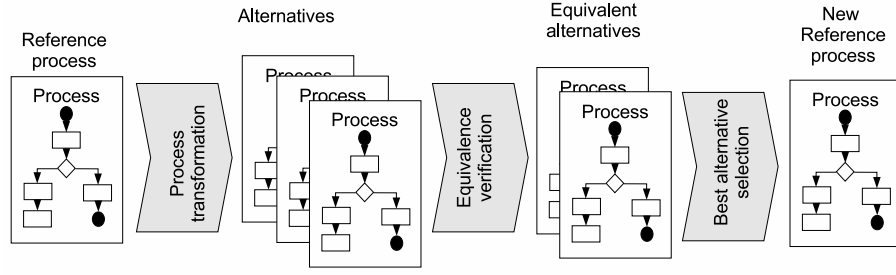 Reference
process
Process
Process
transformation
Alternatives
Process
Process
Process
Equivalence
verification
Equivalent
alternatives
Process
Process
Best alternative
selection
New
Reference
process
Process